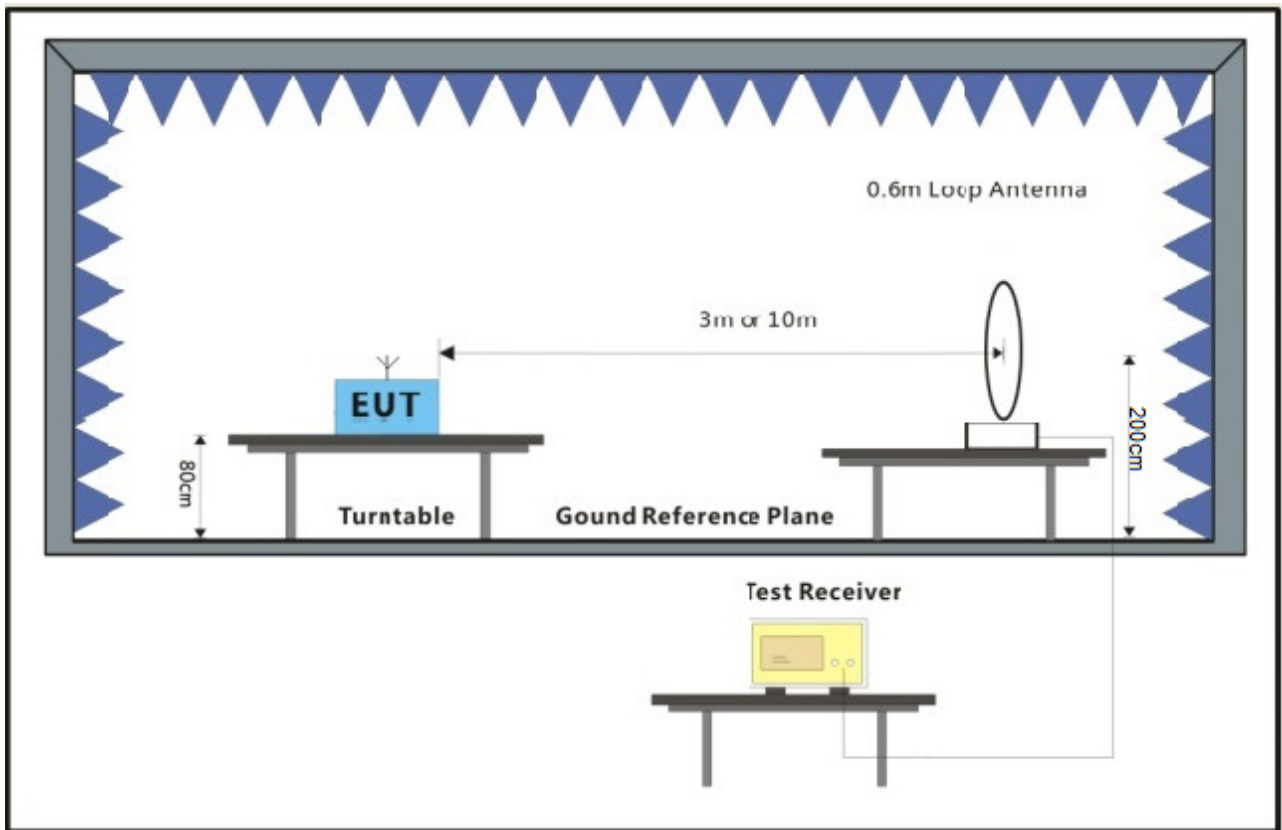 0.6m Loop Antenna
3m or 10m
EUT
200cm
80cm
Turntable
Gound Reference Plane
Test Receiver